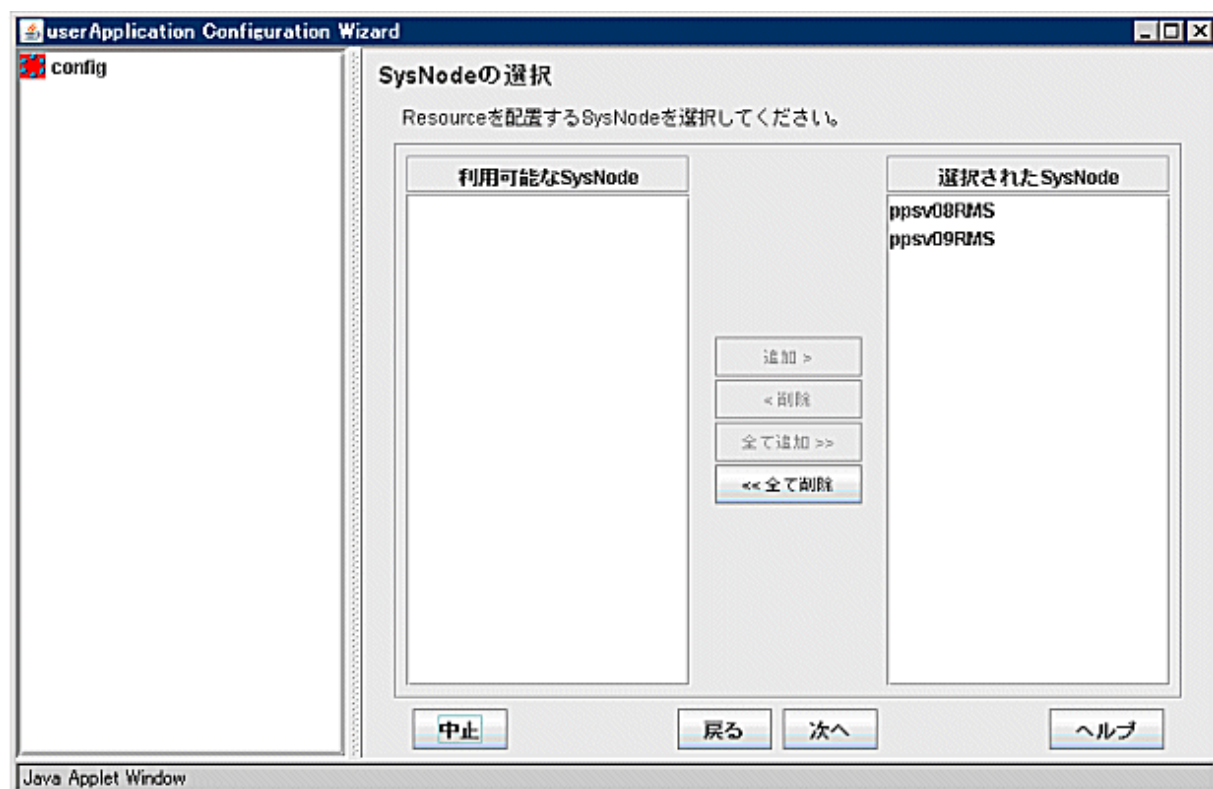 userApplication Configuration Wizard
config
SysNodeの選択
Resourceを配置するSysNodeを選択してください。
利用可能なSysNode
選択されたSysNode
ppsv08RMS
ppsv09RMS
追加 >
< 削除
全て追加 >>
<< 全て削除
中止
戻る
次へ
ヘルプ
Java Applet Window